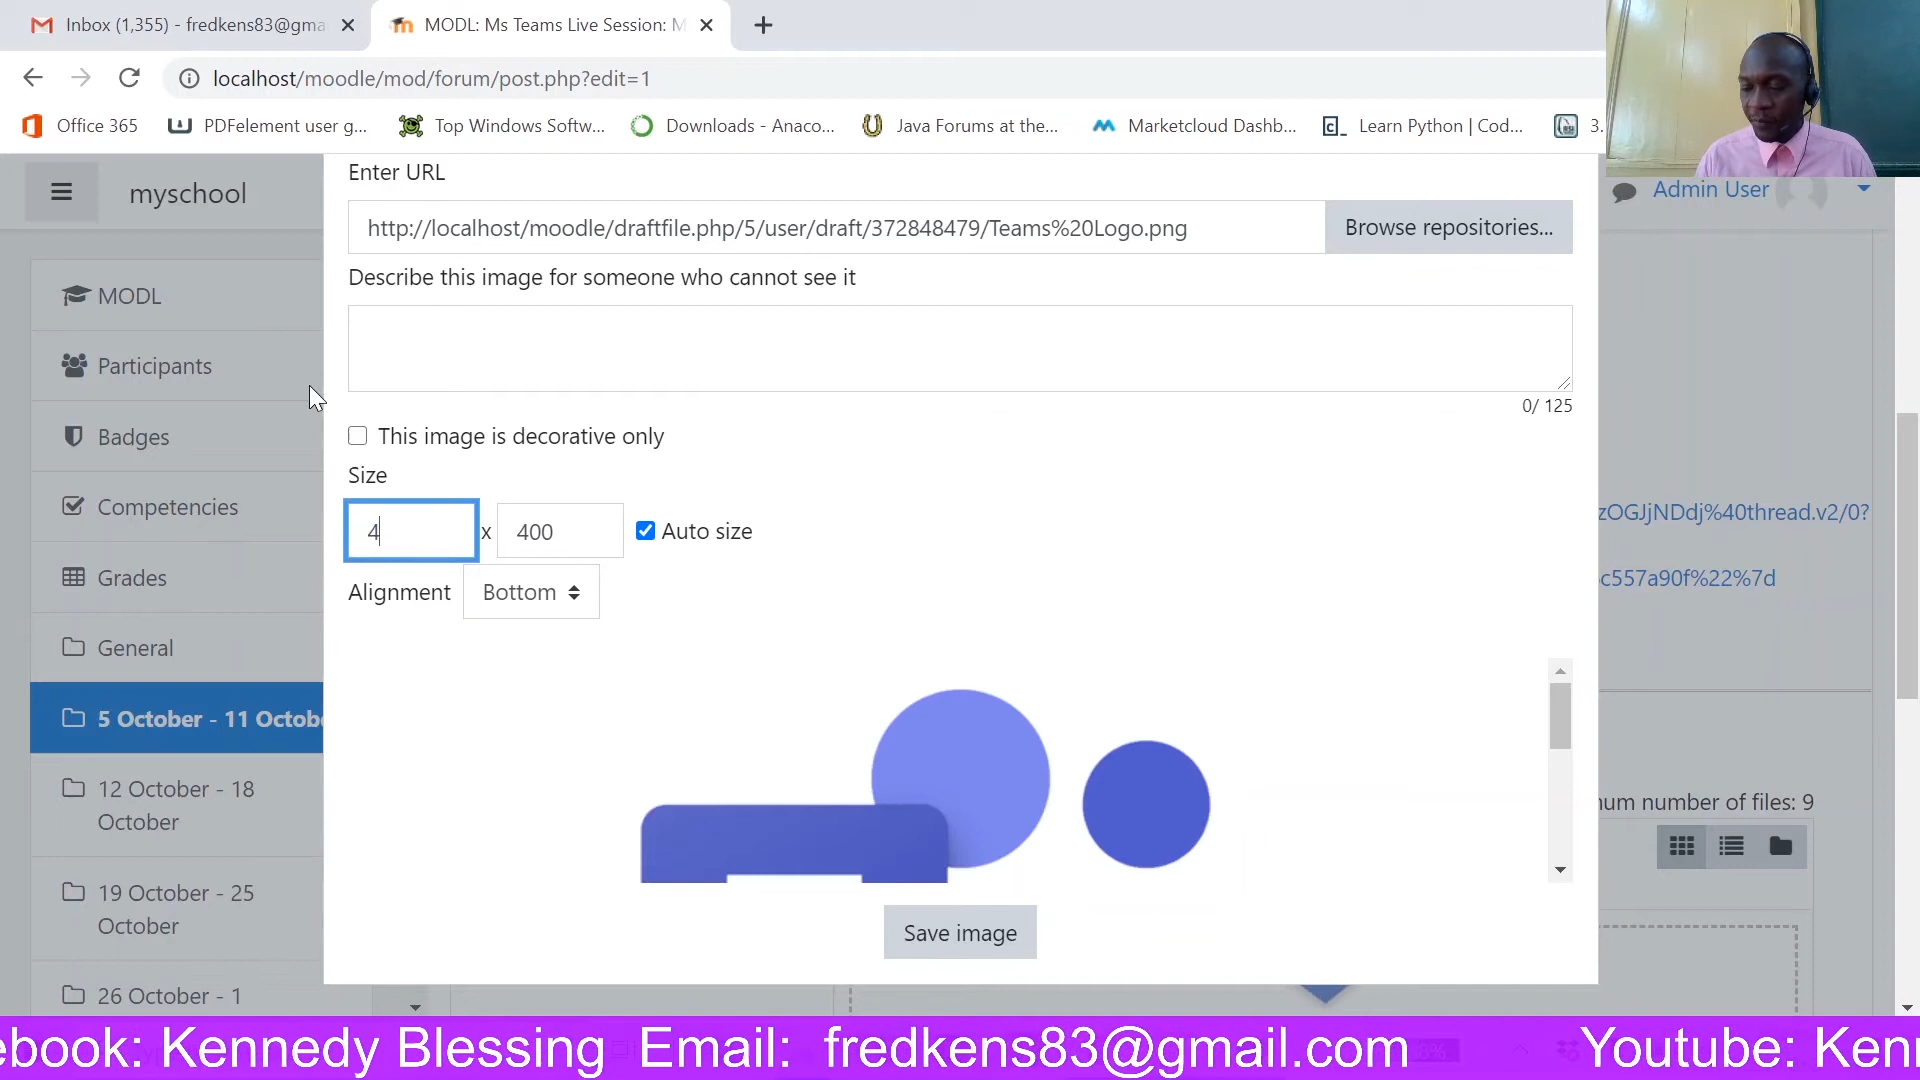 Inbox (1,355) - fredkens83@gma
MODL: Ms Teams Live Session: M
localhost/moodle/mod/forum/post.php?edit=1
Office 365
PDFelement user g...
Top Windows Softw...
Downloads - Anaco...
Java Forums at the...
Marketcloud Dashb...
Learn Python | Cod...
3.
myschool
Admin User
MODL
Participants
Badges
Competencies
Grades
General
5 October - 11 Octob
12 October - 18
October
19 October - 25
October
26 October - 1
Enter URL
http://localhost/moodle/draftfile.php/5/user/draft/372848479/Teams%20Logo.png
Browse repositories...
Describe this image for someone who cannot see it
0/ 125
This image is decorative only
Size
4 x 400 Auto size
Alignment Bottom
Save image
zOGJjNDdj%40thread.v2/0?
c557a90f%22%7d
num number of files: 9
ebook: Kennedy Blessing Email: fredkens83@gmail.com Youtube: Ken